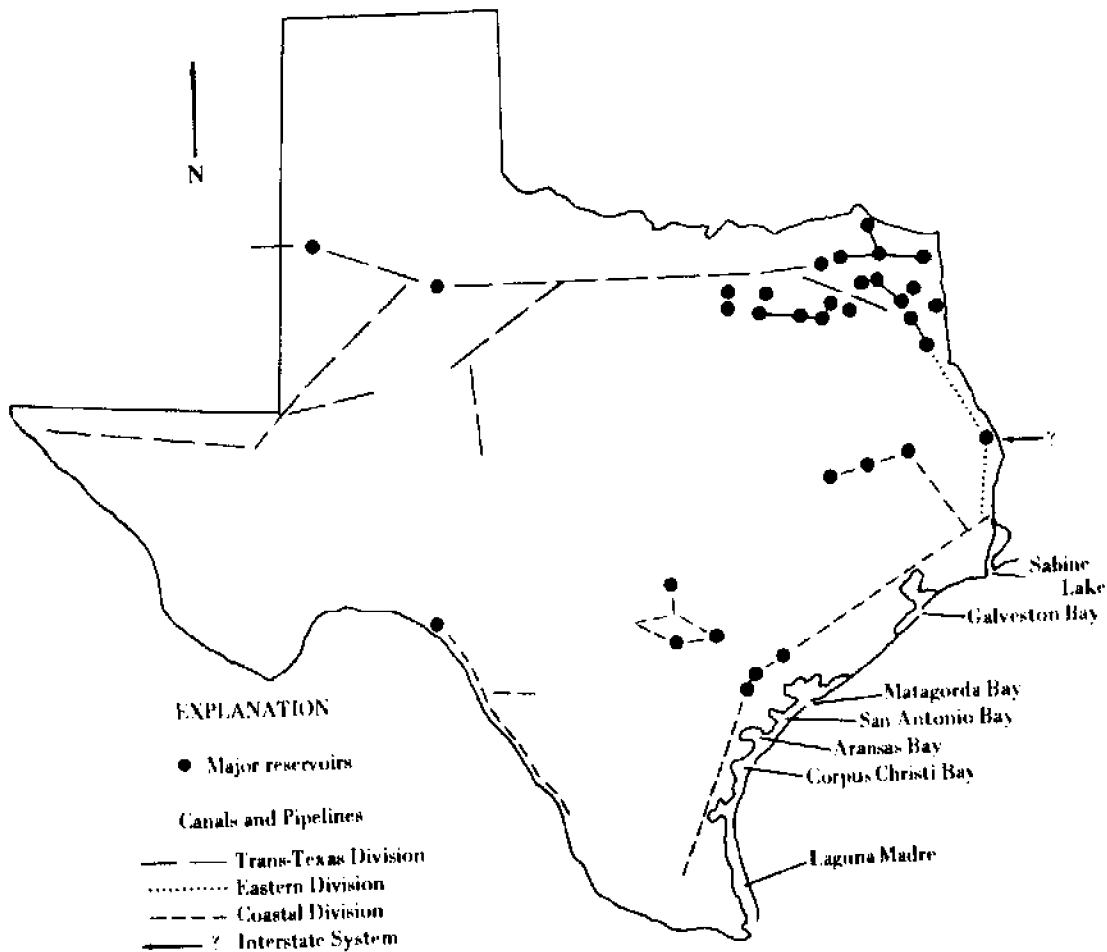 N
?
Sabine
Lake
Galveston Bay
Matagorda Bay
San Antonio Bay
Aransas Bay
Corpus Christi Bay
Laguna Madre
EXPLANATION
Major reservoirs
Canals and Pipelines
Trans-Texas Division
Eastern Division
Coastal Division
? Interstate System